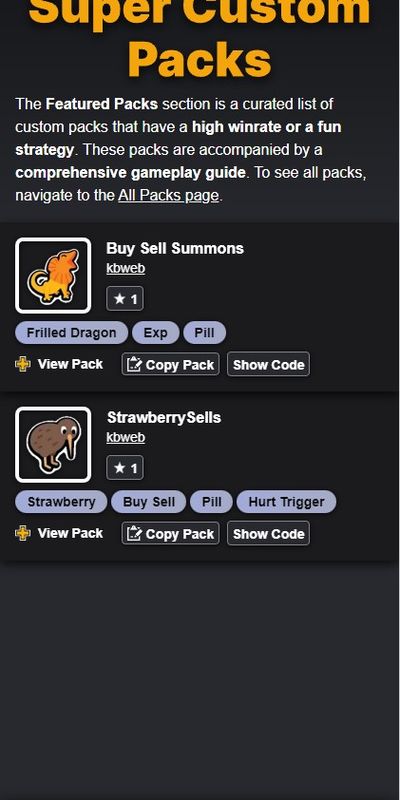 Super Custom
Packs
The Featured Packs section is a curated list of
custom packs that have a high winrate or a fun
strategy. These packs are accompanied by a
comprehensive gameplay guide. To see all packs,
navigate to the All Packs page.
Buy Sell Summons
kbweb
★ 1
Frilled Dragon Exp Pill
View Pack Copy Pack Show Code
StrawberrySells
kbweb
★ 1
Strawberry Buy Sell Pill Hurt Trigger
View Pack Copy Pack Show Code